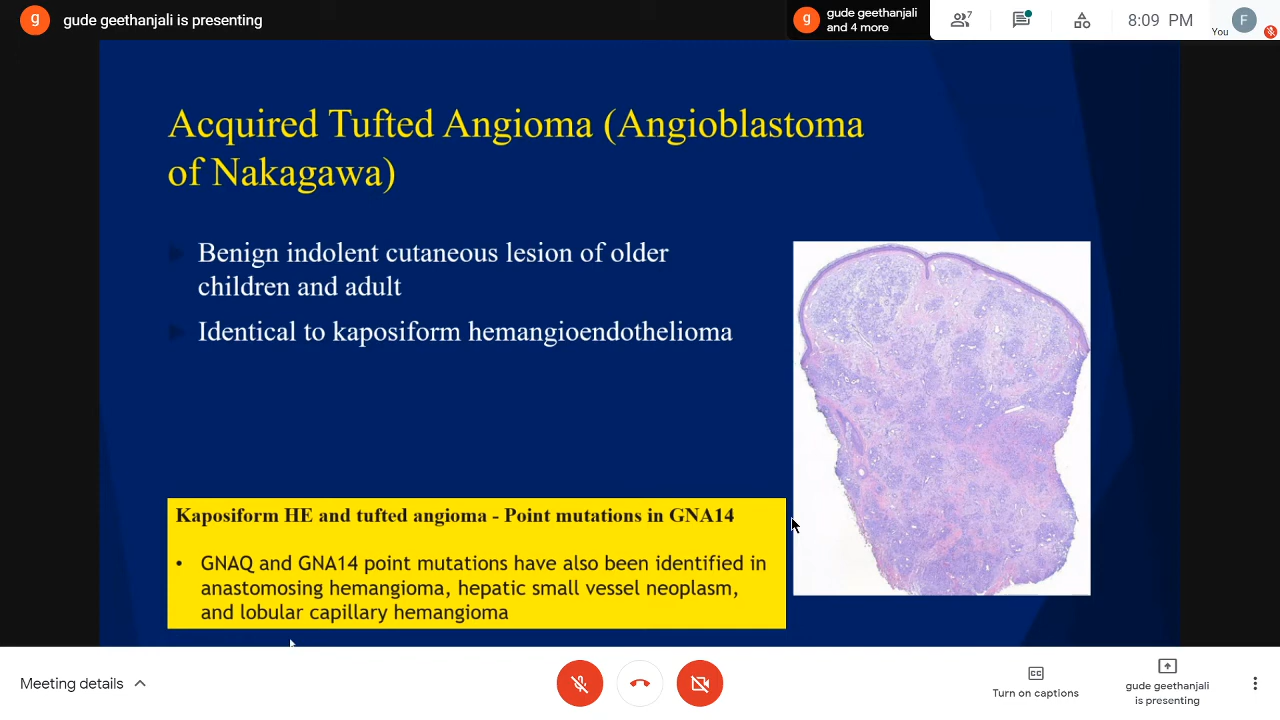 g
gude geethanjali is presenting
g
gude geethanjali
and 4 more
7
8:09 PM
You
F
Acquired Tufted Angioma (Angioblastoma
of Nakagawa)
Benign indolent cutaneous lesion of older
children and adult
Identical to kaposiform hemangioendothelioma
Kaposiform HE and tufted angioma - Point mutations in GNA14
• GNAQ and GNA14 point mutations have also been identified in
anastomosing hemangioma, hepatic small vessel neoplasm,
and lobular capillary hemangioma
Meeting details
CC
Turn on captions
gude geethanjali
is presenting